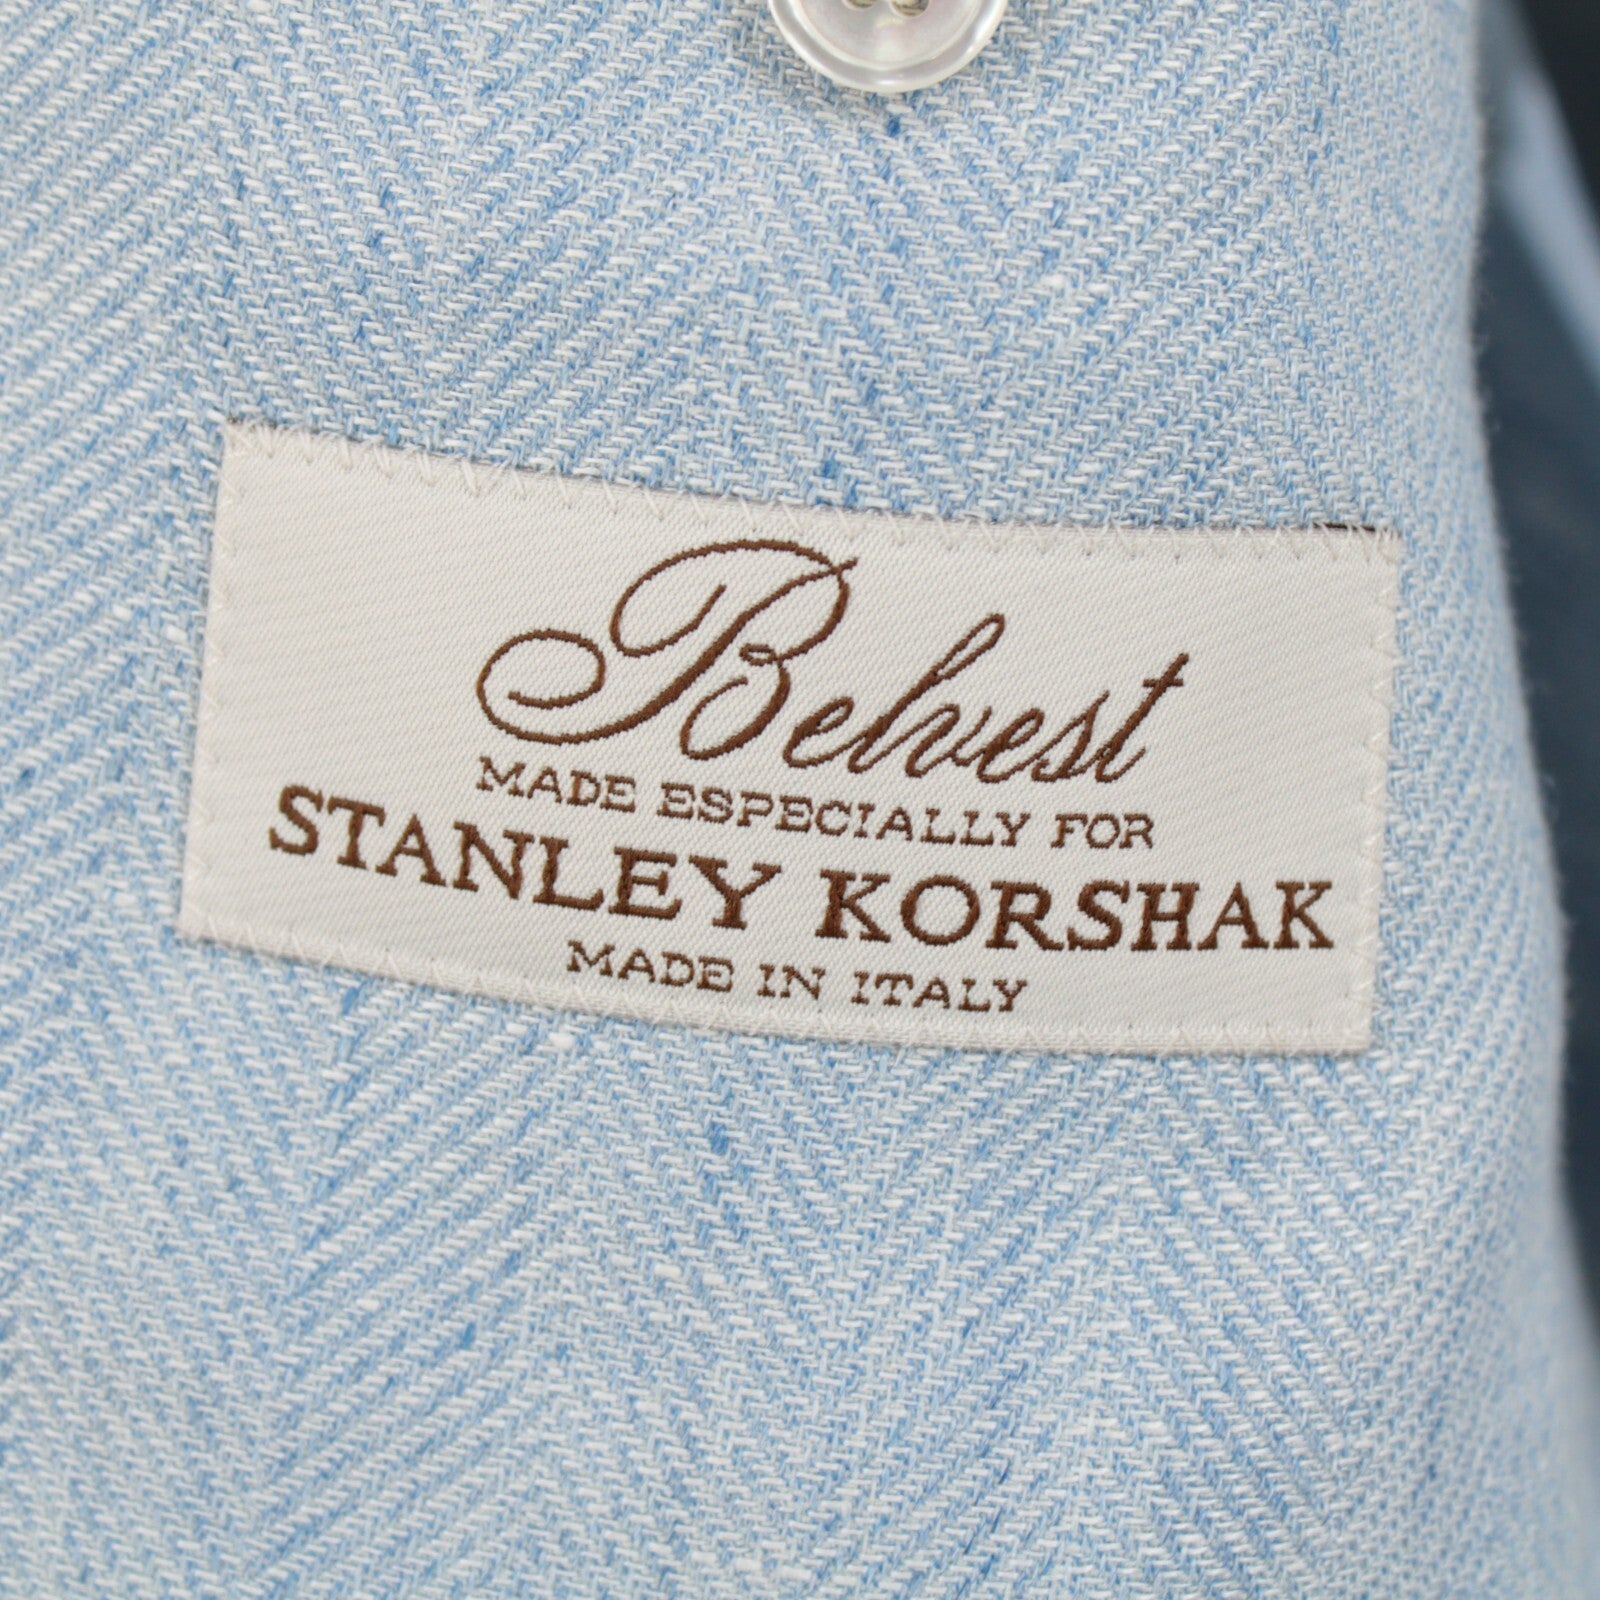 Belvest
MADE ESPECIALLY FOR
STANLEY KORSHAK
MADE IN ITALY